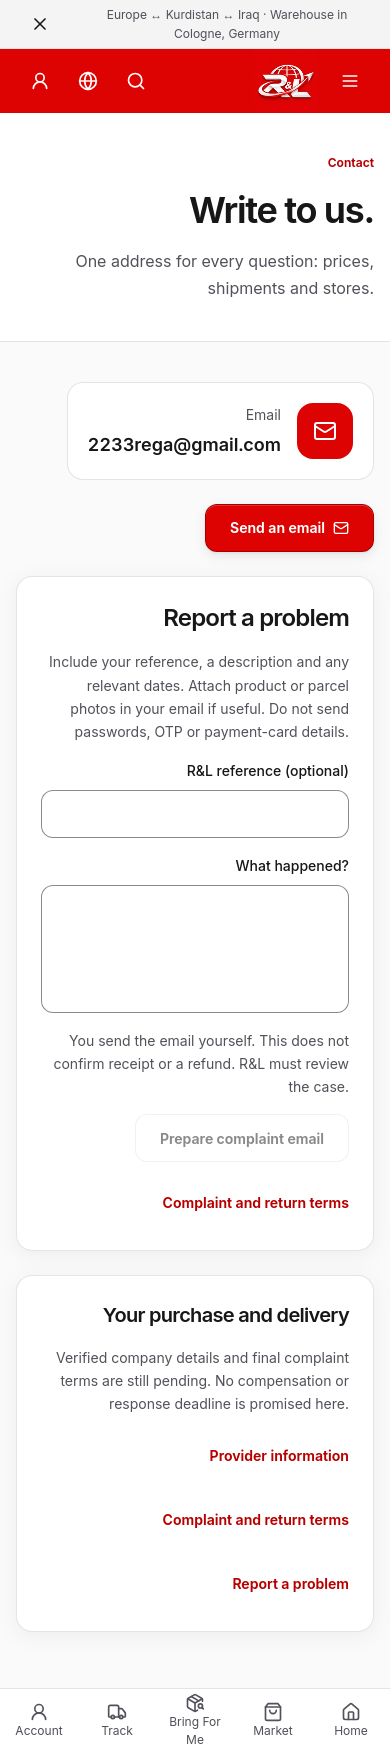 Europe ↔ Kurdistan ↔ Iraq · Warehouse in
Cologne, Germany
R&L
Contact
Write to us.
One address for every question: prices,
shipments and stores.
Email
2233rega@gmail.com
Send an email
Report a problem
Include your reference, a description and any
relevant dates. Attach product or parcel
photos in your email if useful. Do not send
passwords, OTP or payment-card details.
R&L reference (optional)
What happened?
You send the email yourself. This does not
confirm receipt or a refund. R&L must review
the case.
Prepare complaint email
Complaint and return terms
Your purchase and delivery
Verified company details and final complaint
terms are still pending. No compensation or
response deadline is promised here.
Provider information
Complaint and return terms
Report a problem
Account
Track
Bring For
Me
Market
Home